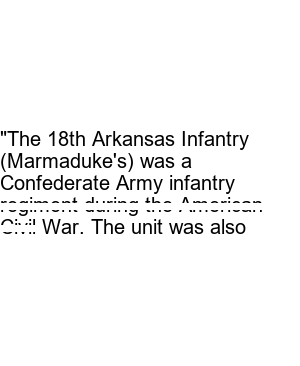 "The 18th Arkansas Infantry
(Marmaduke's) was a
Confederate Army infantry
regiment during the American
Civil War. The unit was also